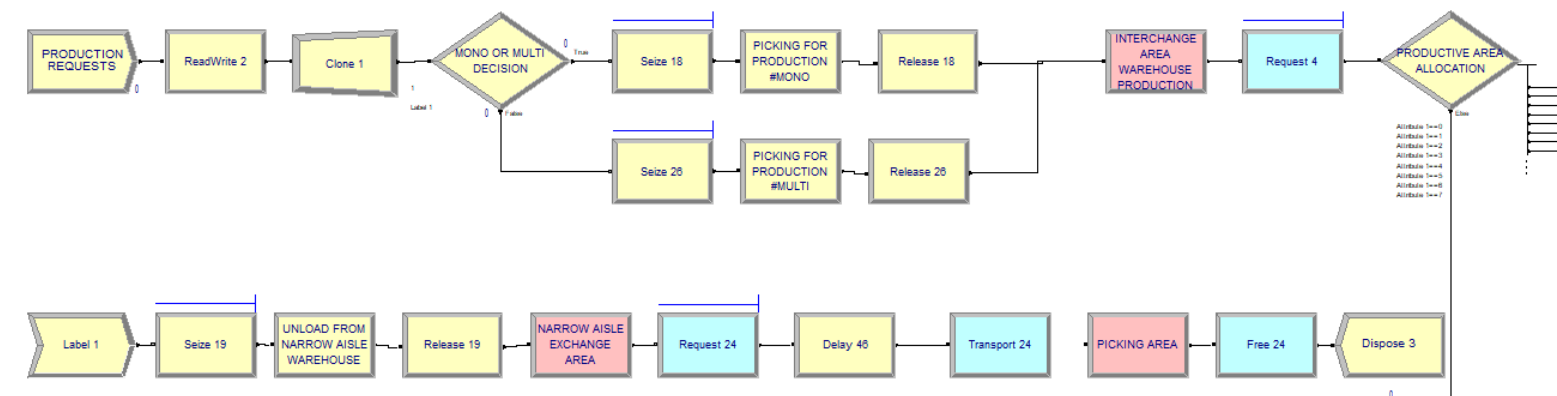 PRODUCTION
REQUESTS
0
ReadWrite 2
Clone 1
1
Label 1
MONO OR MULTI
DECISION
0
True
0
False
Seize 18
PICKING FOR
PRODUCTION
#MONO
Release 18
Seize 26
PICKING FOR
PRODUCTION
#MULTI
Release 26
INTERCHANGE
AREA
WAREHOUSE
PRODUCTION
Request 4
PRODUCTIVE AREA
ALLOCATION
Else
Attribute 1==0
Attribute 1==1
Attribute 1==2
Attribute 1==3
Attribute 1==4
Attribute 1==5
Attribute 1==6
Attribute 1==7
Label 1
Seize 19
UNLOAD FROM
NARROW AISLE
WAREHOUSE
Release 19
NARROW AISLE
EXCHANGE
AREA
Request 24
Delay 46
Transport 24
PICKING AREA
Free 24
Dispose 3
0